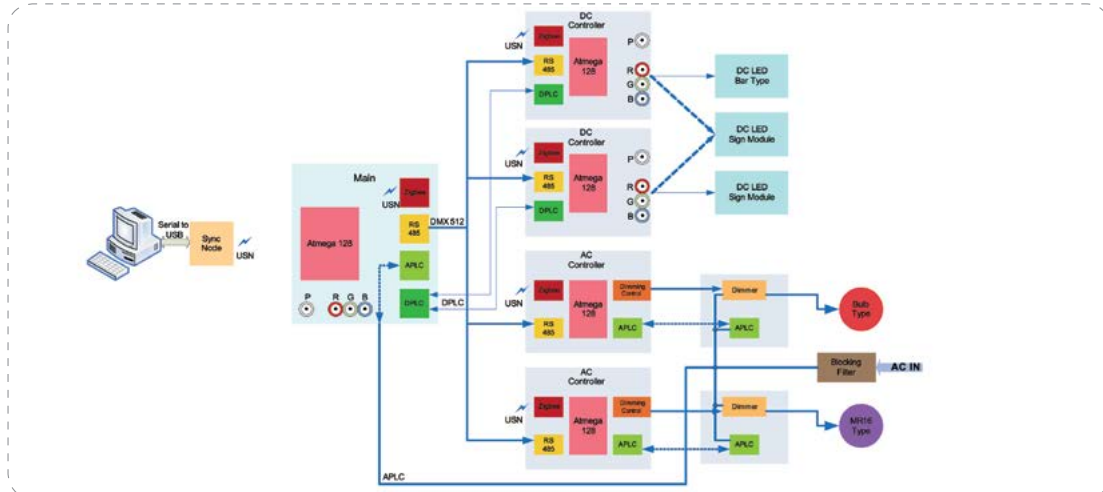 Serial to
USB
Sync
Node
USN
Main
Zigbee
USN
Atmega 128
RS
485
DMX512
APLC
DPLC
DPLC
P
R
G
B
APLC
DC
Controller
USN
Zigbee
RS
485
DPLC
Atmega
128
P
R
G
B
DC
Controller
USN
Zigbee
RS
485
DPLC
Atmega
128
P
R
G
B
DC LED
Bar Type
DC LED
Sign Module
DC LED
Sign Module
AC
Controller
USN
Zigbee
RS
485
Atmega
128
Dimming
Control
APLC
Dimmer
APLC
Bulb
Type
Blocking
Filter
AC IN
AC
Controller
USN
Zigbee
RS
485
Atmega
128
Dimming
Control
APLC
Dimmer
APLC
MR16
Type